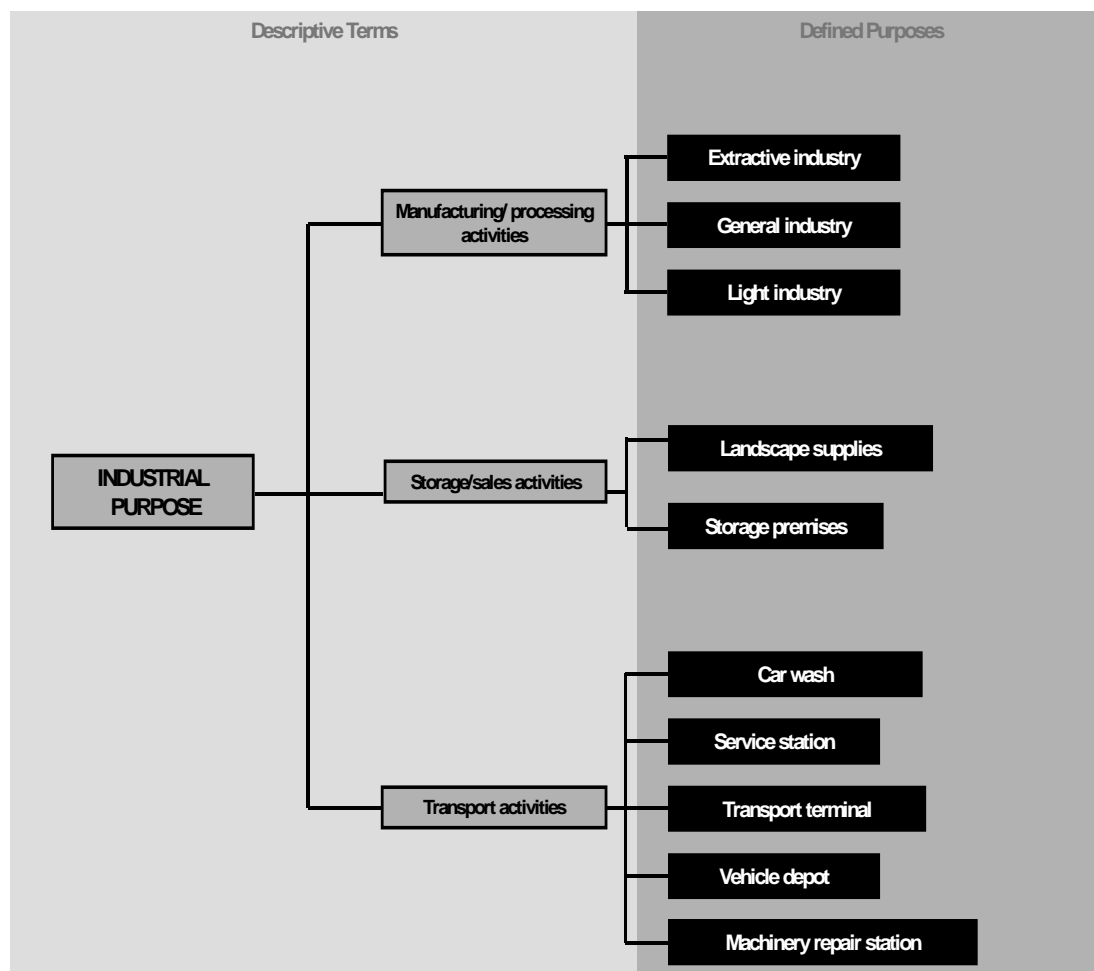 Descriptive Terms
Defined Purposes
Extractive industry
Manufacturing/ processing
activities
General industry
Light industry
INDUSTRIAL
PURPOSE
Storage/sales activities
Landscape supplies
Storage premises
Car wash
Service station
Transport activities
Transport terminal
Vehicle depot
Machinery repair station